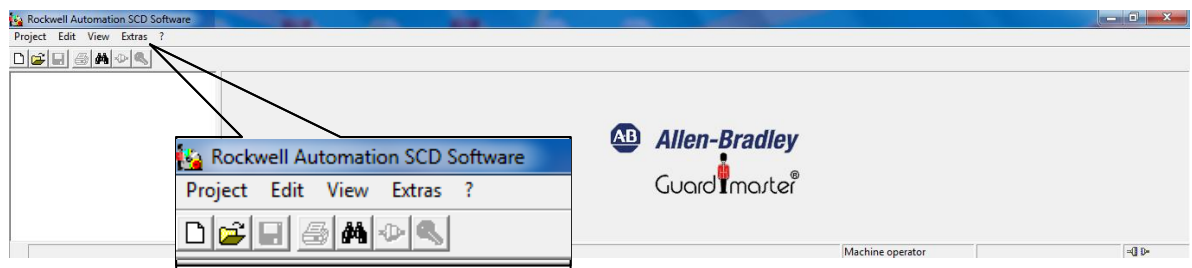 Rockwell Automation SCD Software
Project Edit View Extras ?
Rockwell Automation SCD Software
Project Edit View Extras ?
AB Allen-Bradley
Guardmaster®
Machine operator